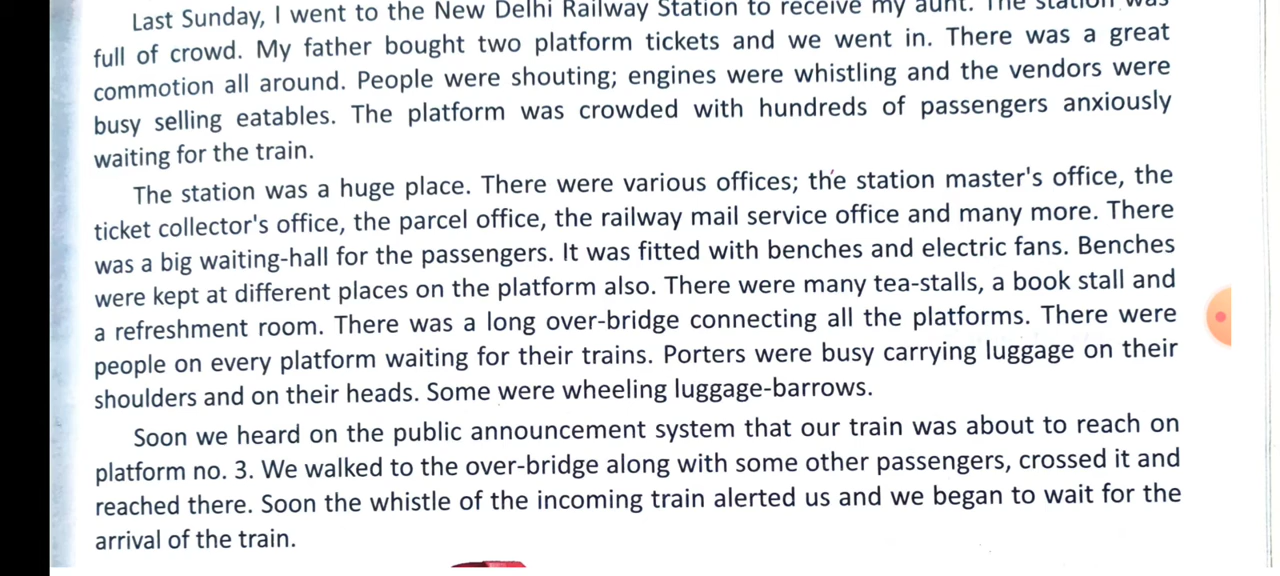 Last Sunday, I went to the New Delhi Railway Station to receive my aunt. The station was
full of crowd. My father bought two platform tickets and we went in. There was a great
commotion all around. People were shouting; engines were whistling and the vendors were
busy selling eatables. The platform was crowded with hundreds of passengers anxiously
waiting for the train.
The station was a huge place. There were various offices; the station master's office, the
ticket collector's office, the parcel office, the railway mail service office and many more. There
was a big waiting-hall for the passengers. It was fitted with benches and electric fans. Benches
were kept at different places on the platform also. There were many tea-stalls, a book stall and
a refreshment room. There was a long over-bridge connecting all the platforms. There were
people on every platform waiting for their trains. Porters were busy carrying luggage on their
shoulders and on their heads. Some were wheeling luggage-barrows.
Soon we heard on the public announcement system that our train was about to reach on
platform no. 3. We walked to the over-bridge along with some other passengers, crossed it and
reached there. Soon the whistle of the incoming train alerted us and we began to wait for the
arrival of the train.